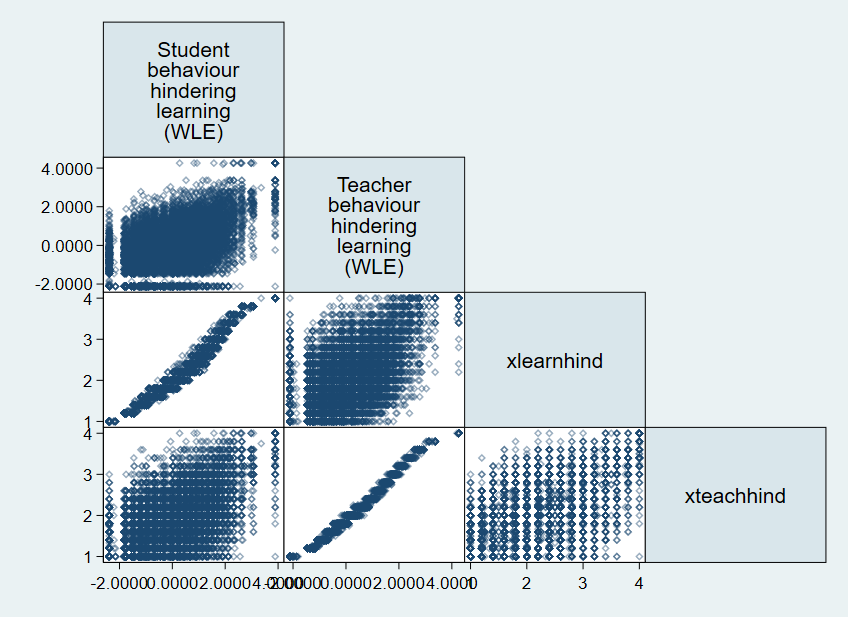 Student
behaviour
hindering
learning
(WLE)
4.0000
2.0000
0.0000
-2.0000
Teacher
behaviour
hindering
learning
(WLE)
4
3
2
1
xlearnhind
4
3
2
1
xteachhind
-2.0000 0.0000 2.0000 4.0000 -2.0000 0.0000 2.0000 4.0000 1 2 3 4